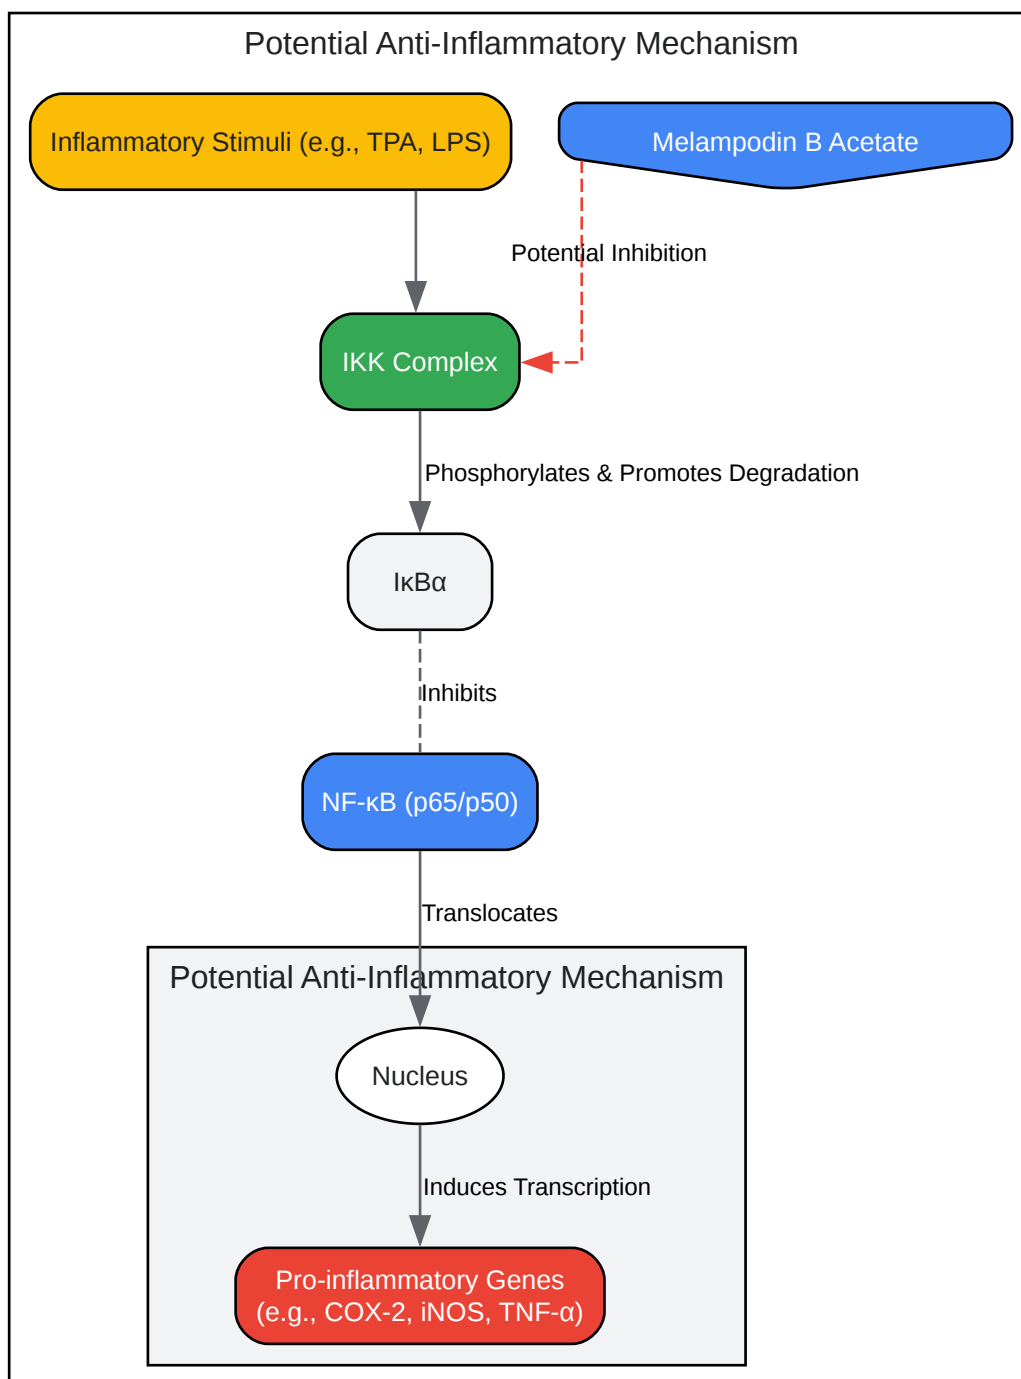 Potential Anti-Inflammatory Mechanism
Inflammatory Stimuli (e.g., TPA, LPS)
Melampodin B Acetate
Potential Inhibition
IKK Complex
Phosphorylates & Promotes Degradation
IκBα
Inhibits
NF-κB (p65/p50)
Translocates
Potential Anti-Inflammatory Mechanism
Nucleus
Induces Transcription
Pro-inflammatory Genes
(e.g., COX-2, iNOS, TNF-α)